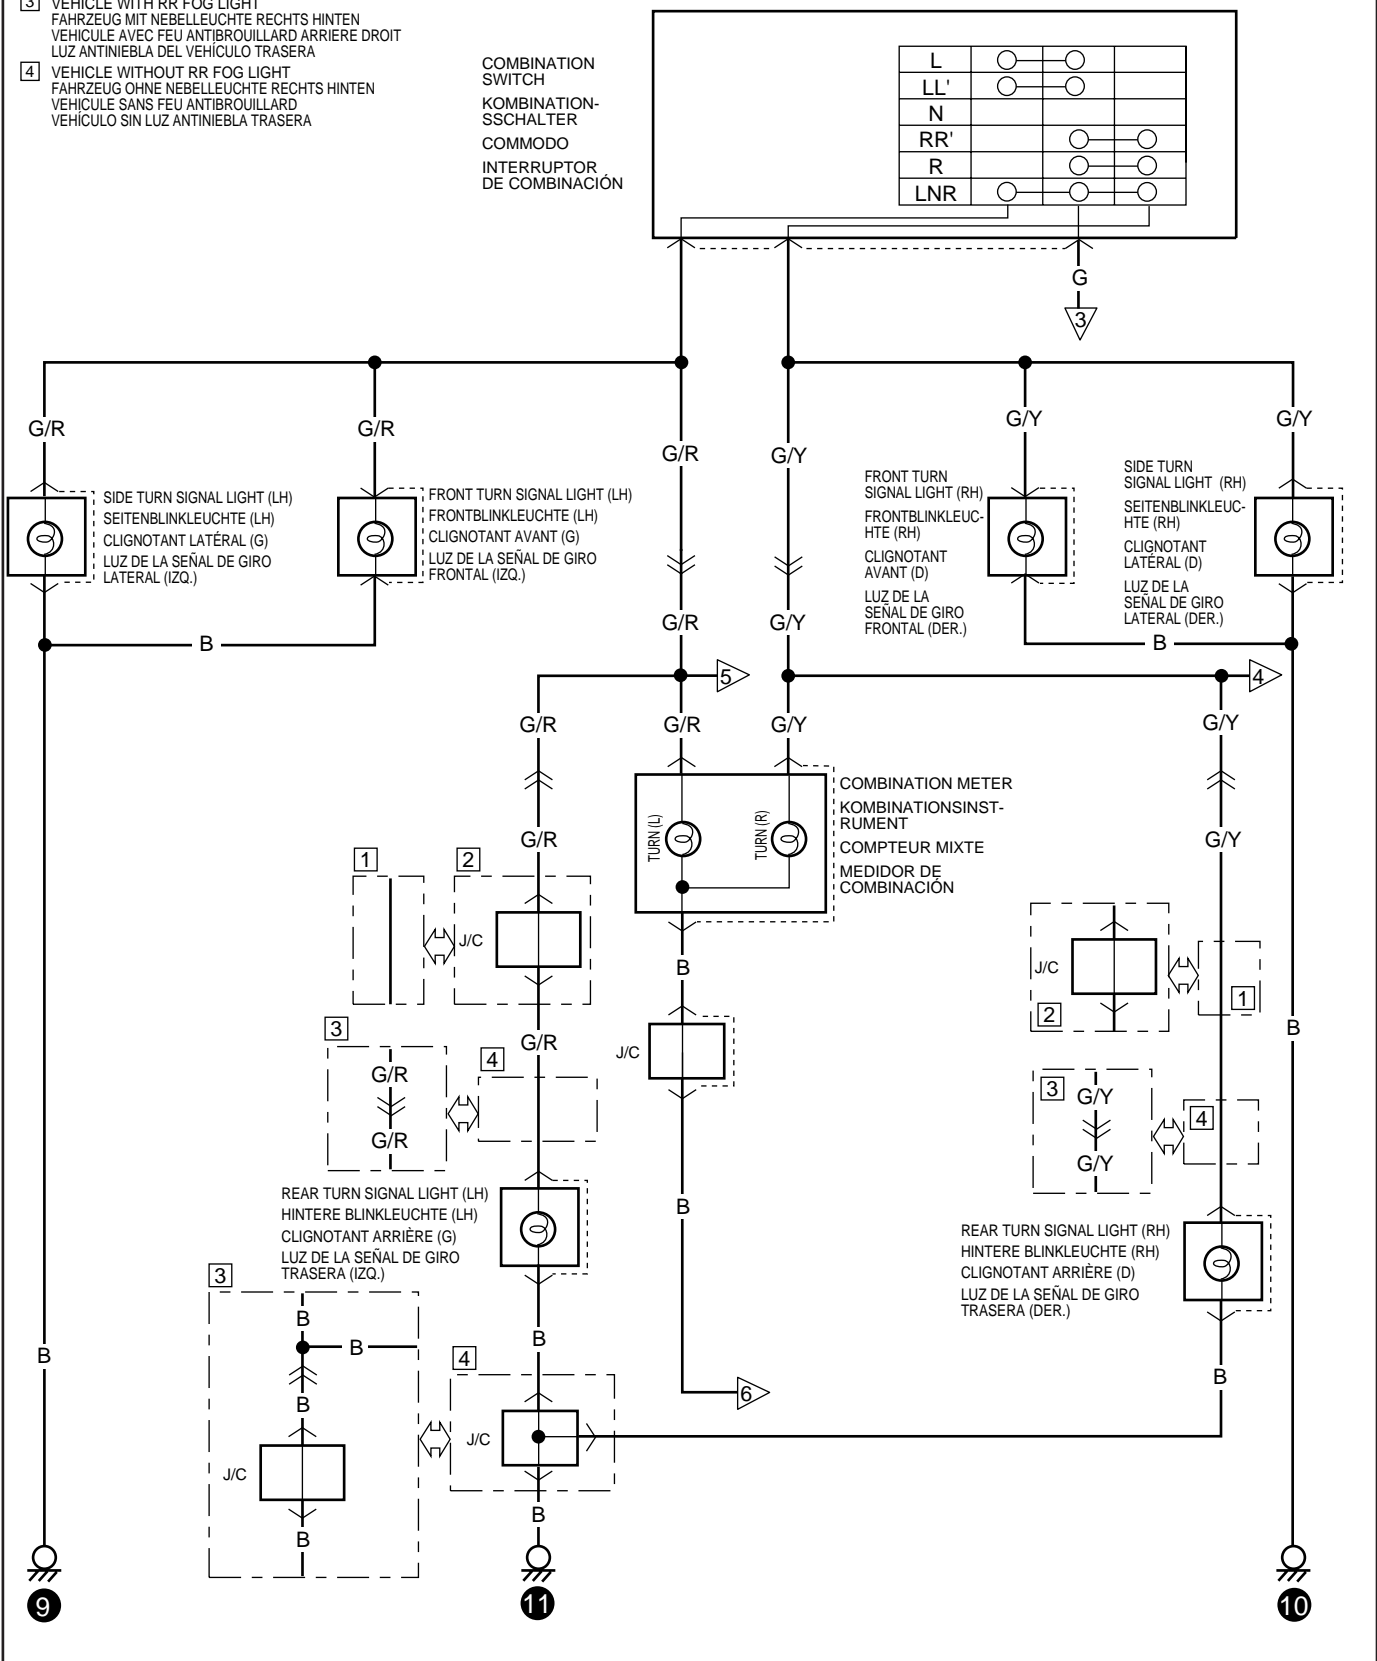 3 VEHICLE WITH RR FOG LIGHT
FAHRZEUG MIT NEBELLEUCHTE RECHTS HINTEN
VEHICULE AVEC FEU ANTIBROUILLARD ARRIERE DROIT
LUZ ANTINIEBLA DEL VEHÍCULO TRASERA
4 VEHICLE WITHOUT RR FOG LIGHT
FAHRZEUG OHNE NEBELLEUCHTE RECHTS HINTEN
VEHICULE SANS FEU ANTIBROUILLARD
VEHÍCULO SIN LUZ ANTINIEBLA TRASERA
COMBINATION
SWITCH
KOMBINATION-
SSCHALTER
COMMODO
INTERRUPTOR
DE COMBINACIÓN
L
LL'
N
RR'
R
LNR
G
3
G/R
G/R
G/R
G/Y
G/Y
G/Y
SIDE TURN SIGNAL LIGHT (LH)
SEITENBLINKLEUCHTE (LH)
CLIGNOTANT LATÉRAL (G)
LUZ DE LA SEÑAL DE GIRO
LATERAL (IZQ.)
FRONT TURN SIGNAL LIGHT (LH)
FRONTBLINKLEUCHTE (LH)
CLIGNOTANT AVANT (G)
LUZ DE LA SEÑAL DE GIRO
FRONTAL (IZQ.)
FRONT TURN
SIGNAL LIGHT (RH)
FRONTBLINKLEUC-
HTE (RH)
CLIGNOTANT
AVANT (D)
LUZ DE LA
SEÑAL DE GIRO
FRONTAL (DER.)
SIDE TURN
SIGNAL LIGHT (RH)
SEITENBLINKLEUC-
HTE (RH)
CLIGNOTANT
LATÉRAL (D)
LUZ DE LA
SEÑAL DE GIRO
LATERAL (DER.)
B
G/R
G/Y
B
5
4
G/R
G/R
G/Y
G/Y
TURN (L)
TURN (R)
COMBINATION METER
KOMBINATIONSINST-
RUMENT
COMPTEUR MIXTE
MEDIDOR DE
COMBINACIÓN
G/R
G/Y
1
2
J/C
B
J/C
2
1
3
G/R
G/R
4
G/R
J/C
B
3
G/Y
G/Y
4
REAR TURN SIGNAL LIGHT (LH)
HINTERE BLINKLEUCHTE (LH)
CLIGNOTANT ARRIÈRE (G)
LUZ DE LA SEÑAL DE GIRO
TRASERA (IZQ.)
B
REAR TURN SIGNAL LIGHT (RH)
HINTERE BLINKLEUCHTE (RH)
CLIGNOTANT ARRIÈRE (D)
LUZ DE LA SEÑAL DE GIRO
TRASERA (DER.)
3
B
B
B
B
B
4
6
B
B
J/C
J/C
B
B
9
11
10